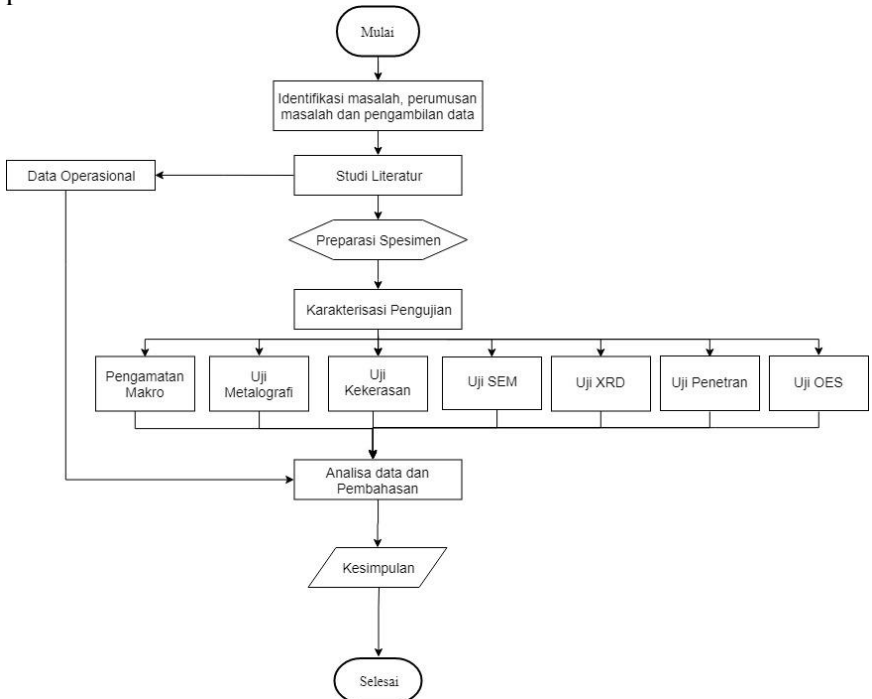 Mulai
Identifikasi masalah, perumusan
masalah dan pengambilan data
Data Operasional
Studi Literatur
Preparasi Spesimen
Karakterisasi Pengujian
Pengamatan
Makro
Uji
Metalografi
Uji
Kekerasan
Uji SEM
Uji XRD
Uji Penetran
Uji OES
Analisa data dan
Pembahasan
Kesimpulan
Selesai